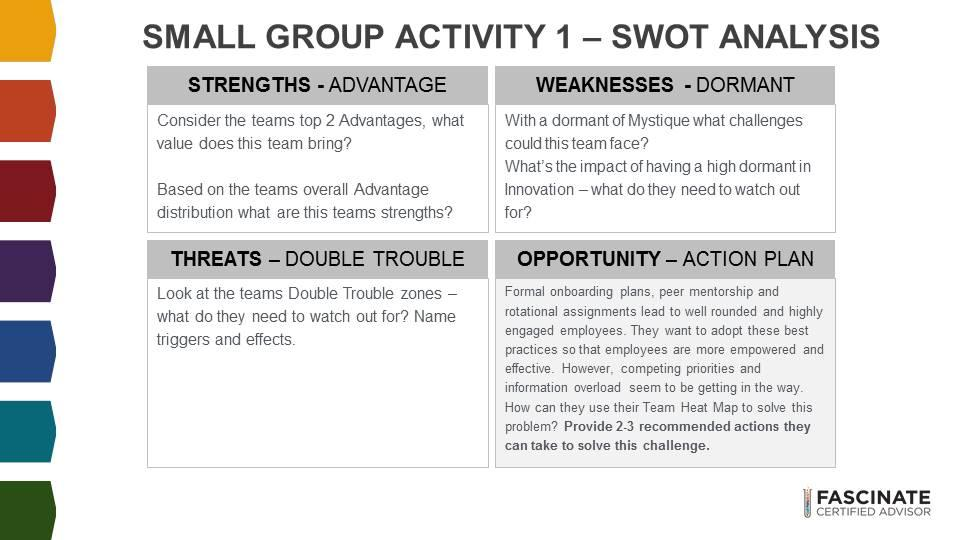 SMALL GROUP ACTIVITY 1 – SWOT ANALYSIS
STRENGTHS - ADVANTAGE
Consider the teams top 2 Advantages, what
value does this team bring?
Based on the teams overall Advantage
distribution what are this teams strengths?
WEAKNESSES - DORMANT
With a dormant of Mystique what challenges
could this team face?
What's the impact of having a high dormant in
Innovation – what do they need to watch out
for?
THREATS – DOUBLE TROUBLE
Look at the teams Double Trouble zones –
what do they need to watch out for? Name
triggers and effects.
OPPORTUNITY – ACTION PLAN
Formal onboarding plans, peer mentorship and
rotational assignments lead to well rounded and highly
engaged employees. They want to adopt these best
practices so that employees are more empowered and
effective. However, competing priorities and
information overload seem to be getting in the way.
How can they use their Team Heat Map to solve this
problem? Provide 2-3 recommended actions they
can take to solve this challenge.
FASCINATE
CERTIFIED ADVISOR